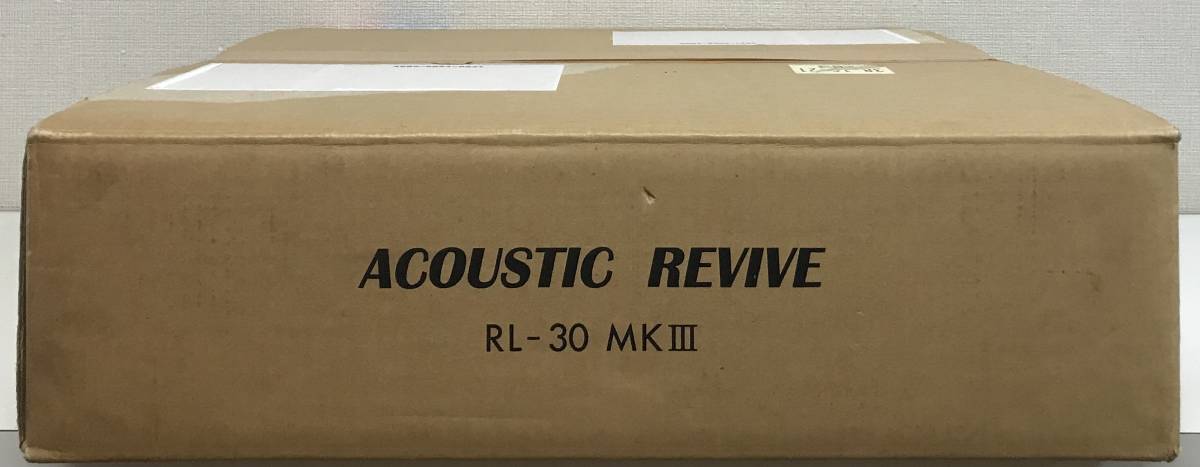 ACOUSTIC REVIVE
RL-30 MKⅢ